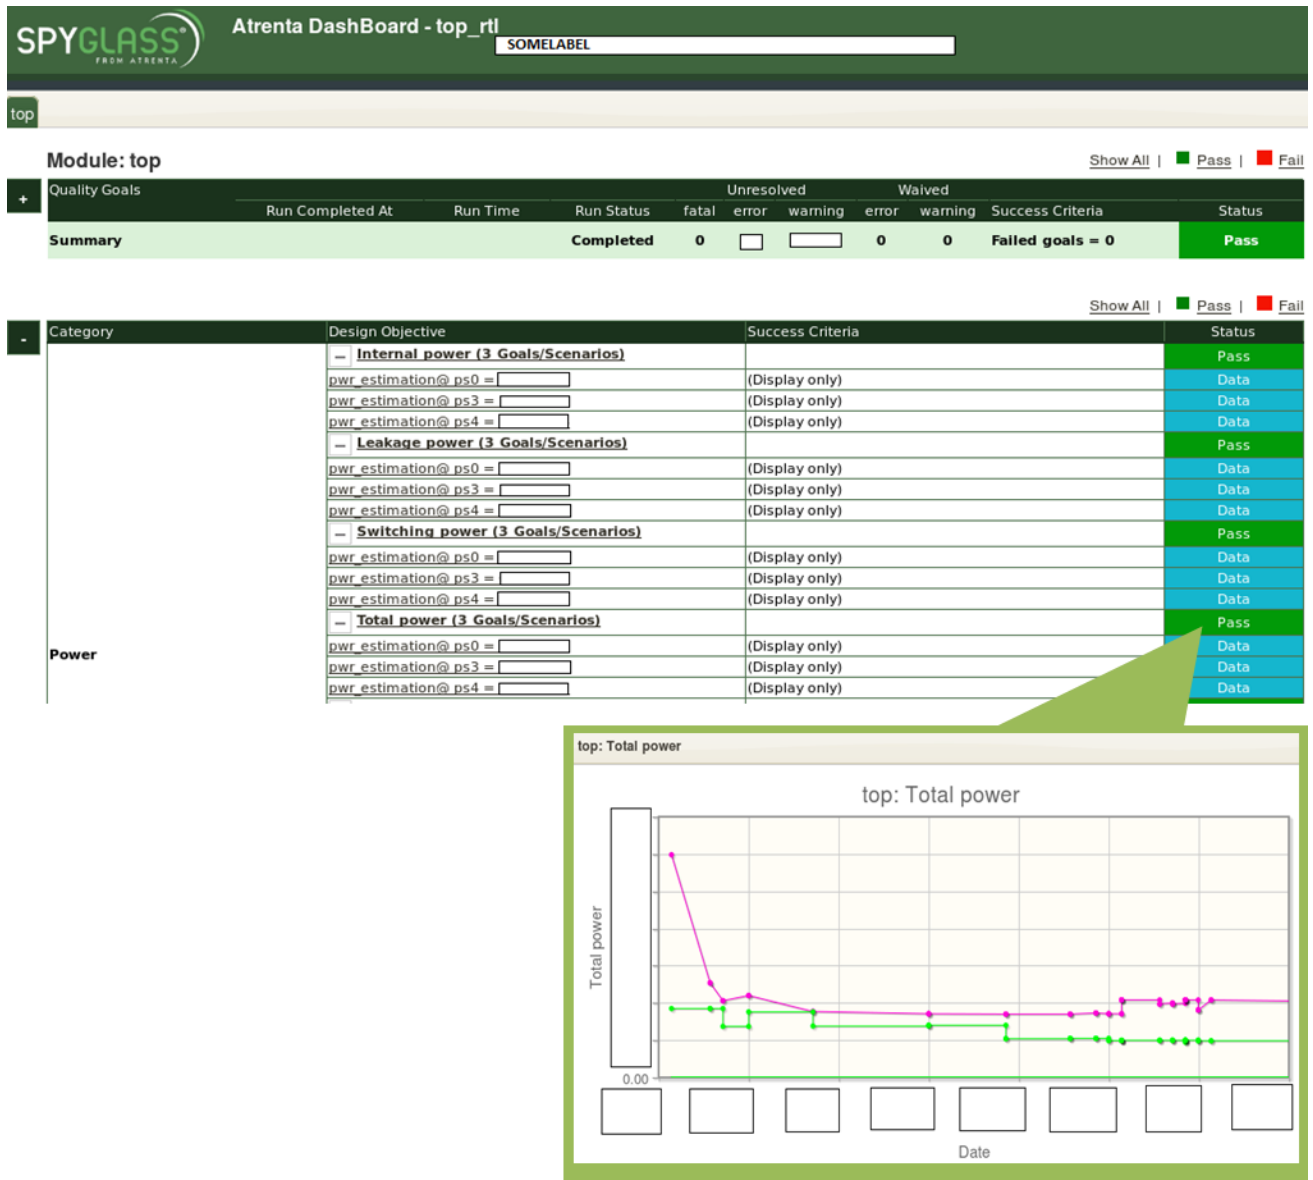 SPYGLASS
FROM ATRENTA
Atrenta DashBoard - top_rtl
SOMELABEL
top
Module: top
Show All | Pass | Fail
+
Quality Goals Unresolved Waived
Run Completed At Run Time Run Status fatal error warning error warning Success Criteria Status
Summary Completed 0 0 0 Failed goals = 0 Pass
Show All | Pass | Fail
-
Category Design Objective Success Criteria Status
− Internal power (3 Goals/Scenarios) Pass
pwr_estimation@ ps0 = (Display only) Data
pwr_estimation@ ps3 = (Display only) Data
pwr_estimation@ ps4 = (Display only) Data
− Leakage power (3 Goals/Scenarios) Pass
pwr_estimation@ ps0 = (Display only) Data
pwr_estimation@ ps3 = (Display only) Data
pwr_estimation@ ps4 = (Display only) Data
− Switching power (3 Goals/Scenarios) Pass
pwr_estimation@ ps0 = (Display only) Data
pwr_estimation@ ps3 = (Display only) Data
pwr_estimation@ ps4 = (Display only) Data
− Total power (3 Goals/Scenarios) Pass
Power
pwr_estimation@ ps0 = (Display only) Data
pwr_estimation@ ps3 = (Display only) Data
pwr_estimation@ ps4 = (Display only) Data
top: Total power
top: Total power
Total power
0.00
Date